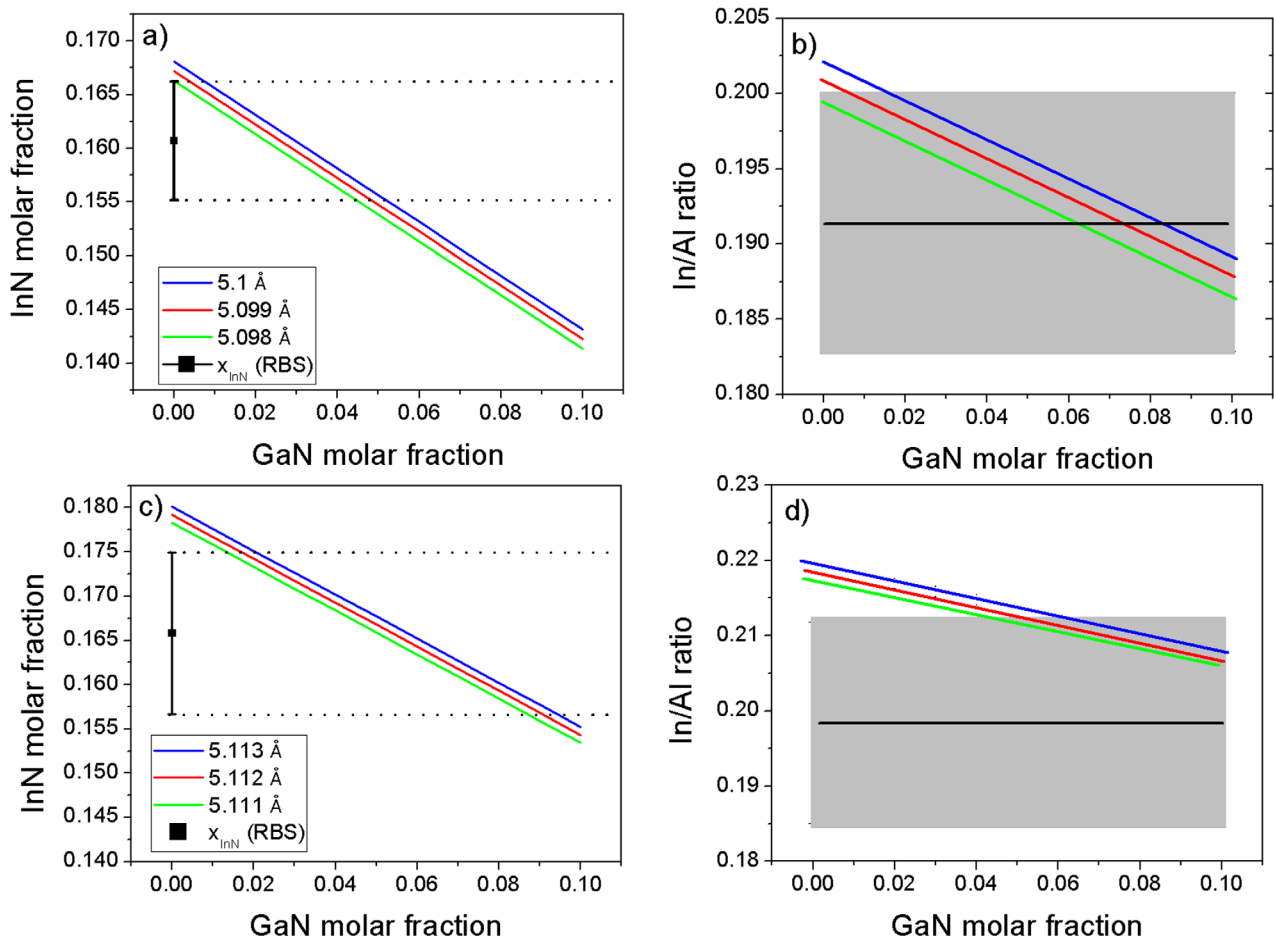 a)
0.170
0.165
0.160
0.155
0.150
0.145
0.140
InN molar fraction
5.1 Å
5.099 Å
5.098 Å
xInN (RBS)
0.00 0.02 0.04 0.06 0.08 0.10
GaN molar fraction
b)
0.205
0.200
0.195
0.190
0.185
0.180
In/Al ratio
0.00 0.02 0.04 0.06 0.08 0.10
GaN molar fraction
c)
0.180
0.175
0.170
0.165
0.160
0.155
0.150
0.145
0.140
InN molar fraction
5.113 Å
5.112 Å
5.111 Å
xInN (RBS)
0.00 0.02 0.04 0.06 0.08 0.10
GaN molar fraction
d)
0.23
0.22
0.21
0.20
0.19
0.18
In/Al ratio
0.00 0.02 0.04 0.06 0.08 0.10
GaN molar fraction